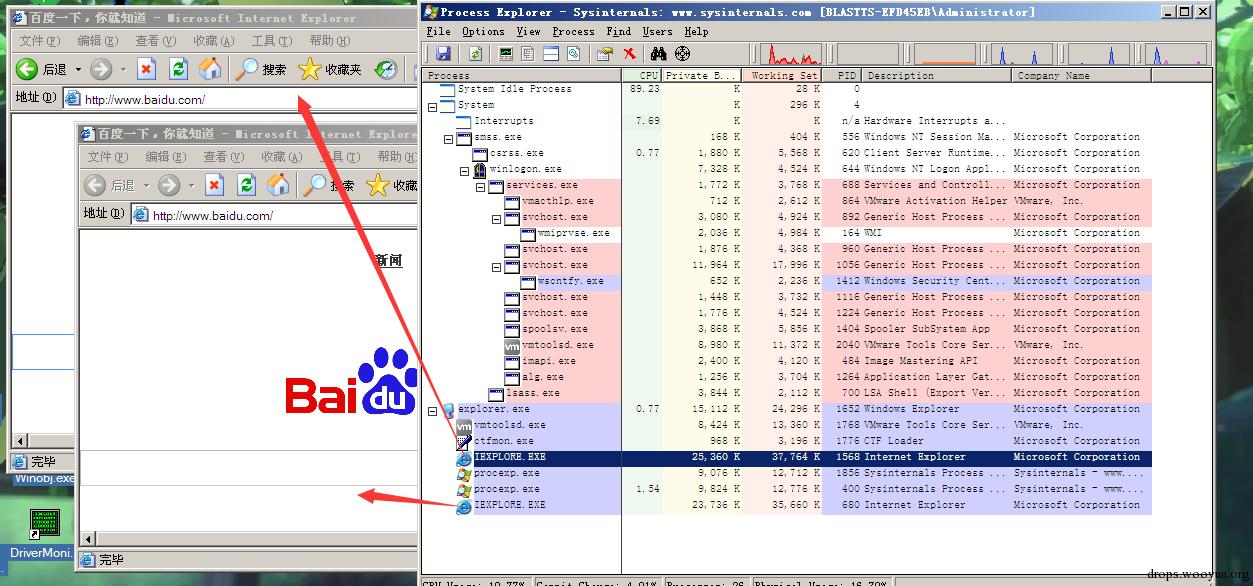 百度一下，你就知道 - Microsoft Internet Explorer
文件(F) 编辑(E) 查看(V) 收藏(A) 工具(T) 帮助(H)
后退 搜索 收藏夹
地址(D) http://www.baidu.com/
百度一下，你就知道 - Microsoft Internet Explore
文件(F) 编辑(E) 查看(V) 收藏(A) 工具(T) 帮助(H)
后退 搜索 收藏
地址(D) http://www.baidu.com/
新闻
Bai du
完毕
Winobj.exe
DriverMoni.
完毕
Process Explorer - Sysinternals: www.sysinternals.com [BLASTTS-EFD45EB\Administrator]
File Options View Process Find Users Help
Process CPU Private B... Working Set PID Description Company Name
System Idle Process 89.23 K 28 K 0
System K 296 K 4
Interrupts 7.69 K K n/a Hardware Interrupts a...
smss.exe 168 K 404 K 556 Windows NT Session Ma... Microsoft Corporation
csrss.exe 0.77 1,880 K 5,568 K 620 Client Server Runtime... Microsoft Corporation
winlogon.exe 7,328 K 4,524 K 644 Windows NT Logon Appl... Microsoft Corporation
services.exe 1,772 K 3,768 K 688 Services and Controll... Microsoft Corporation
vmacthlp.exe 712 K 2,612 K 864 VMware Activation Helper VMware, Inc.
svchost.exe 3,080 K 4,924 K 892 Generic Host Process ... Microsoft Corporation
wmiprvse.exe 2,036 K 4,984 K 164 WMI Microsoft Corporation
svchost.exe 1,876 K 4,368 K 960 Generic Host Process ... Microsoft Corporation
svchost.exe 11,964 K 17,996 K 1056 Generic Host Process ... Microsoft Corporation
wscntfy.exe 652 K 2,236 K 1412 Windows Security Cent... Microsoft Corporation
svchost.exe 1,448 K 3,732 K 1116 Generic Host Process ... Microsoft Corporation
svchost.exe 1,776 K 4,524 K 1224 Generic Host Process ... Microsoft Corporation
spoolsv.exe 3,868 K 5,856 K 1404 Spooler SubSystem App Microsoft Corporation
vmtoolsd.exe 8,980 K 11,372 K 2040 VMware Tools Core Ser... VMware, Inc.
imapi.exe 2,400 K 4,120 K 484 Image Mastering API Microsoft Corporation
alg.exe 1,256 K 3,704 K 1264 Application Layer Gat... Microsoft Corporation
lsass.exe 3,844 K 2,112 K 700 LSA Shell (Export Ver... Microsoft Corporation
explorer.exe 0.77 15,112 K 24,296 K 1652 Windows Explorer Microsoft Corporation
vmtoolsd.exe 8,424 K 13,360 K 1768 VMware Tools Core Ser... VMware, Inc.
ctfmon.exe 968 K 3,196 K 1776 CTF Loader Microsoft Corporation
IEXPLORE.EXE 25,360 K 37,764 K 1568 Internet Explorer Microsoft Corporation
procexp.exe 9,076 K 12,712 K 1856 Sysinternals Process ... Sysinternals - www....
procexp.exe 1.54 9,824 K 12,776 K 400 Sysinternals Process ... Sysinternals - www....
IEXPLORE.EXE 23,736 K 35,660 K 680 Internet Explorer Microsoft Corporation
drops.wooyun.org